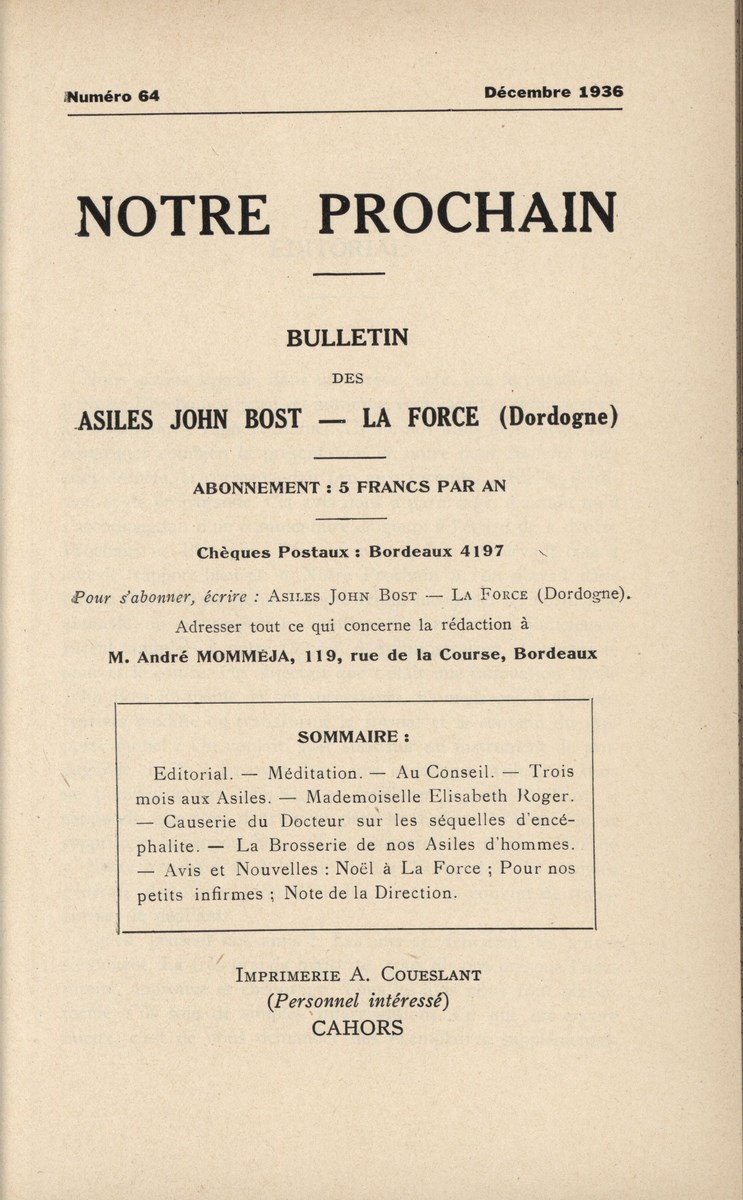 Numéro 64
Décembre 1936
NOTRE PROCHAIN
BULLETIN
DES
ASILES JOHN BOST — LA FORCE (Dordogne)
ABONNEMENT : 5 FRANCS PAR AN
Chèques Postaux : Bordeaux 4197
Pour s'abonner, écrire : ASILES JOHN BOST — LA FORCE (Dordogne).
Adresser tout ce qui concerne la rédaction à
M. André MOMMÉJA, 119, rue de la Course, Bordeaux
SOMMAIRE :
Editorial. — Méditation. — Au Conseil. — Trois
mois aux Asiles. — Mademoiselle Elisabeth Roger.
— Causerie du Docteur sur les séquelles d'encé-
phalite. — La Brosserie de nos Asiles d'hommes.
— Avis et Nouvelles : Noël à La Force ; Pour nos
petits infirmes ; Note de la Direction.
IMPRIMERIE A. COUESLANT
(Personnel intéressé)
CAHORS